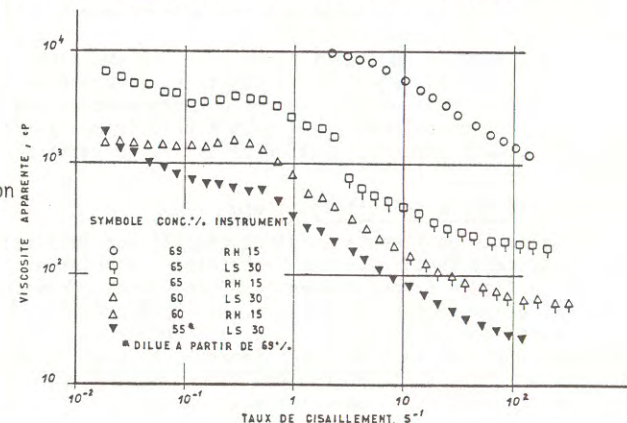 10⁴
10³
10²
10
VISCOSITE APPARENTE, cP
on
SYMBOLE CONC.% INSTRUMENT
69 RH 15
65 LS 30
65 RH 15
60 LS 30
60 RH 15
55* LS 30
* DILUE A PARTIR DE 69%.
10⁻² 10⁻¹ 1 10 10²
TAUX DE CISAILLEMENT, S⁻¹